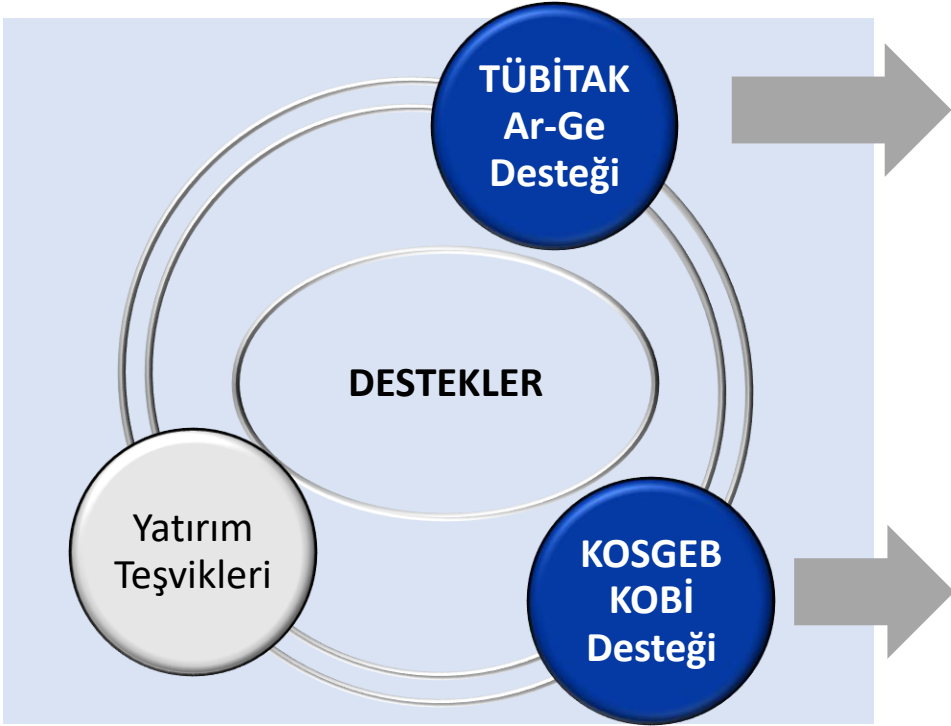 TÜBİTAK
Ar-Ge
Desteği
DESTEKLER
Yatırım
Teşvikleri
KOSGEB
KOBİ
Desteği